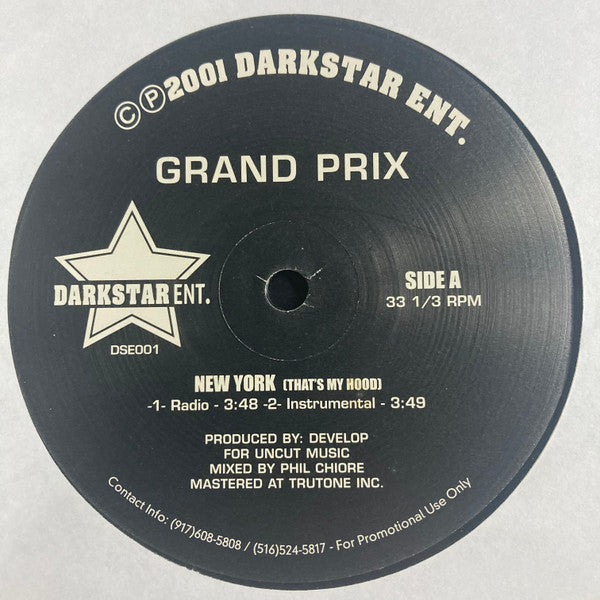 ©℗2001 DARKSTAR ENT.
GRAND PRIX
DARKSTAR ENT.
DSE001
SIDE A
33 1/3 RPM
NEW YORK (THAT'S MY HOOD)
-1- Radio - 3:48 -2- Instrumental - 3:49
PRODUCED BY: DEVELOP
FOR UNCUT MUSIC
MIXED BY PHIL CHIORE
MASTERED AT TRUTONE INC.
Contact Info: (917)608-5808 / (516)524-5817 - For Promotional Use Only